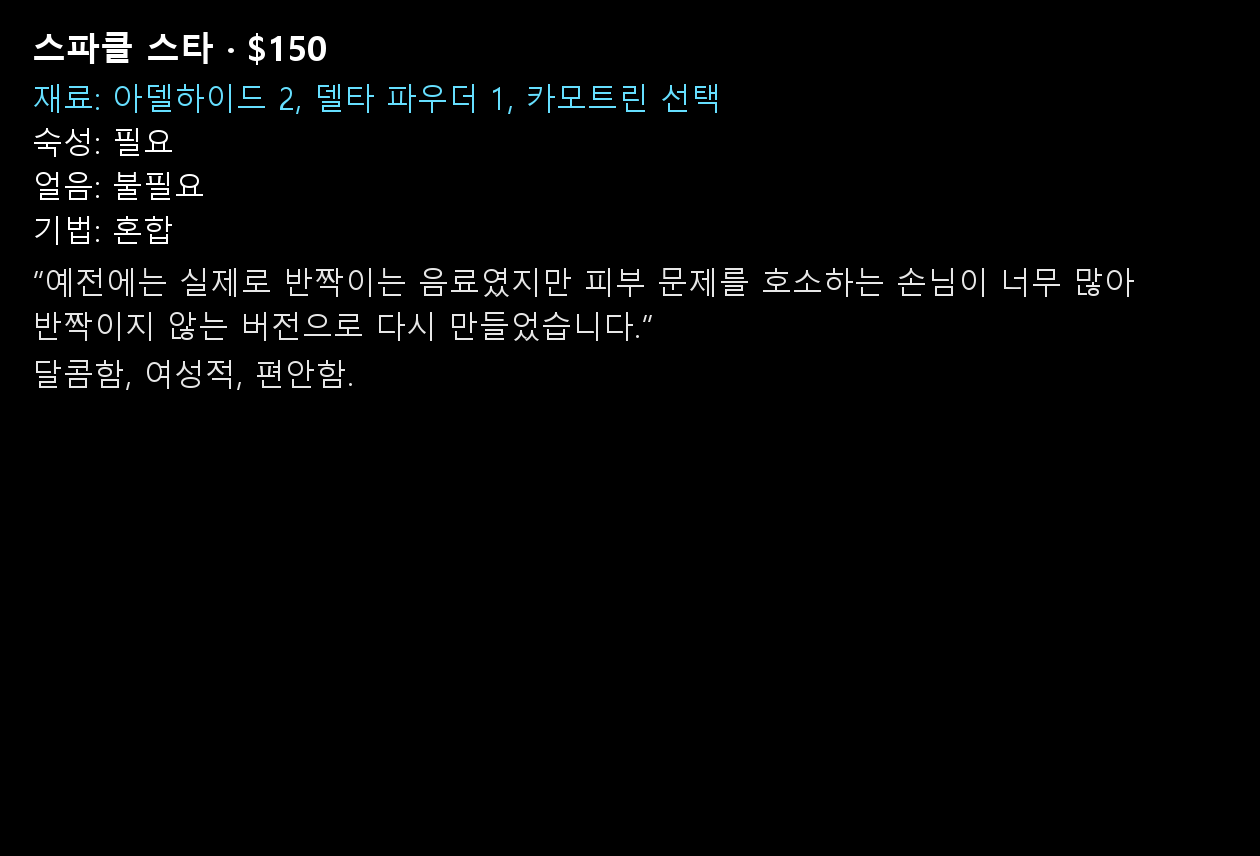 스파클 스타 · $150
재료: 아델하이드 2, 델타 파우더 1, 카모트린 선택
숙성: 필요
얼음: 불필요
기법: 혼합
"예전에는 실제로 반짝이는 음료였지만 피부 문제를 호소하는 손님이 너무 많아
반짝이지 않는 버전으로 다시 만들었습니다."
달콤함, 여성적, 편안함.